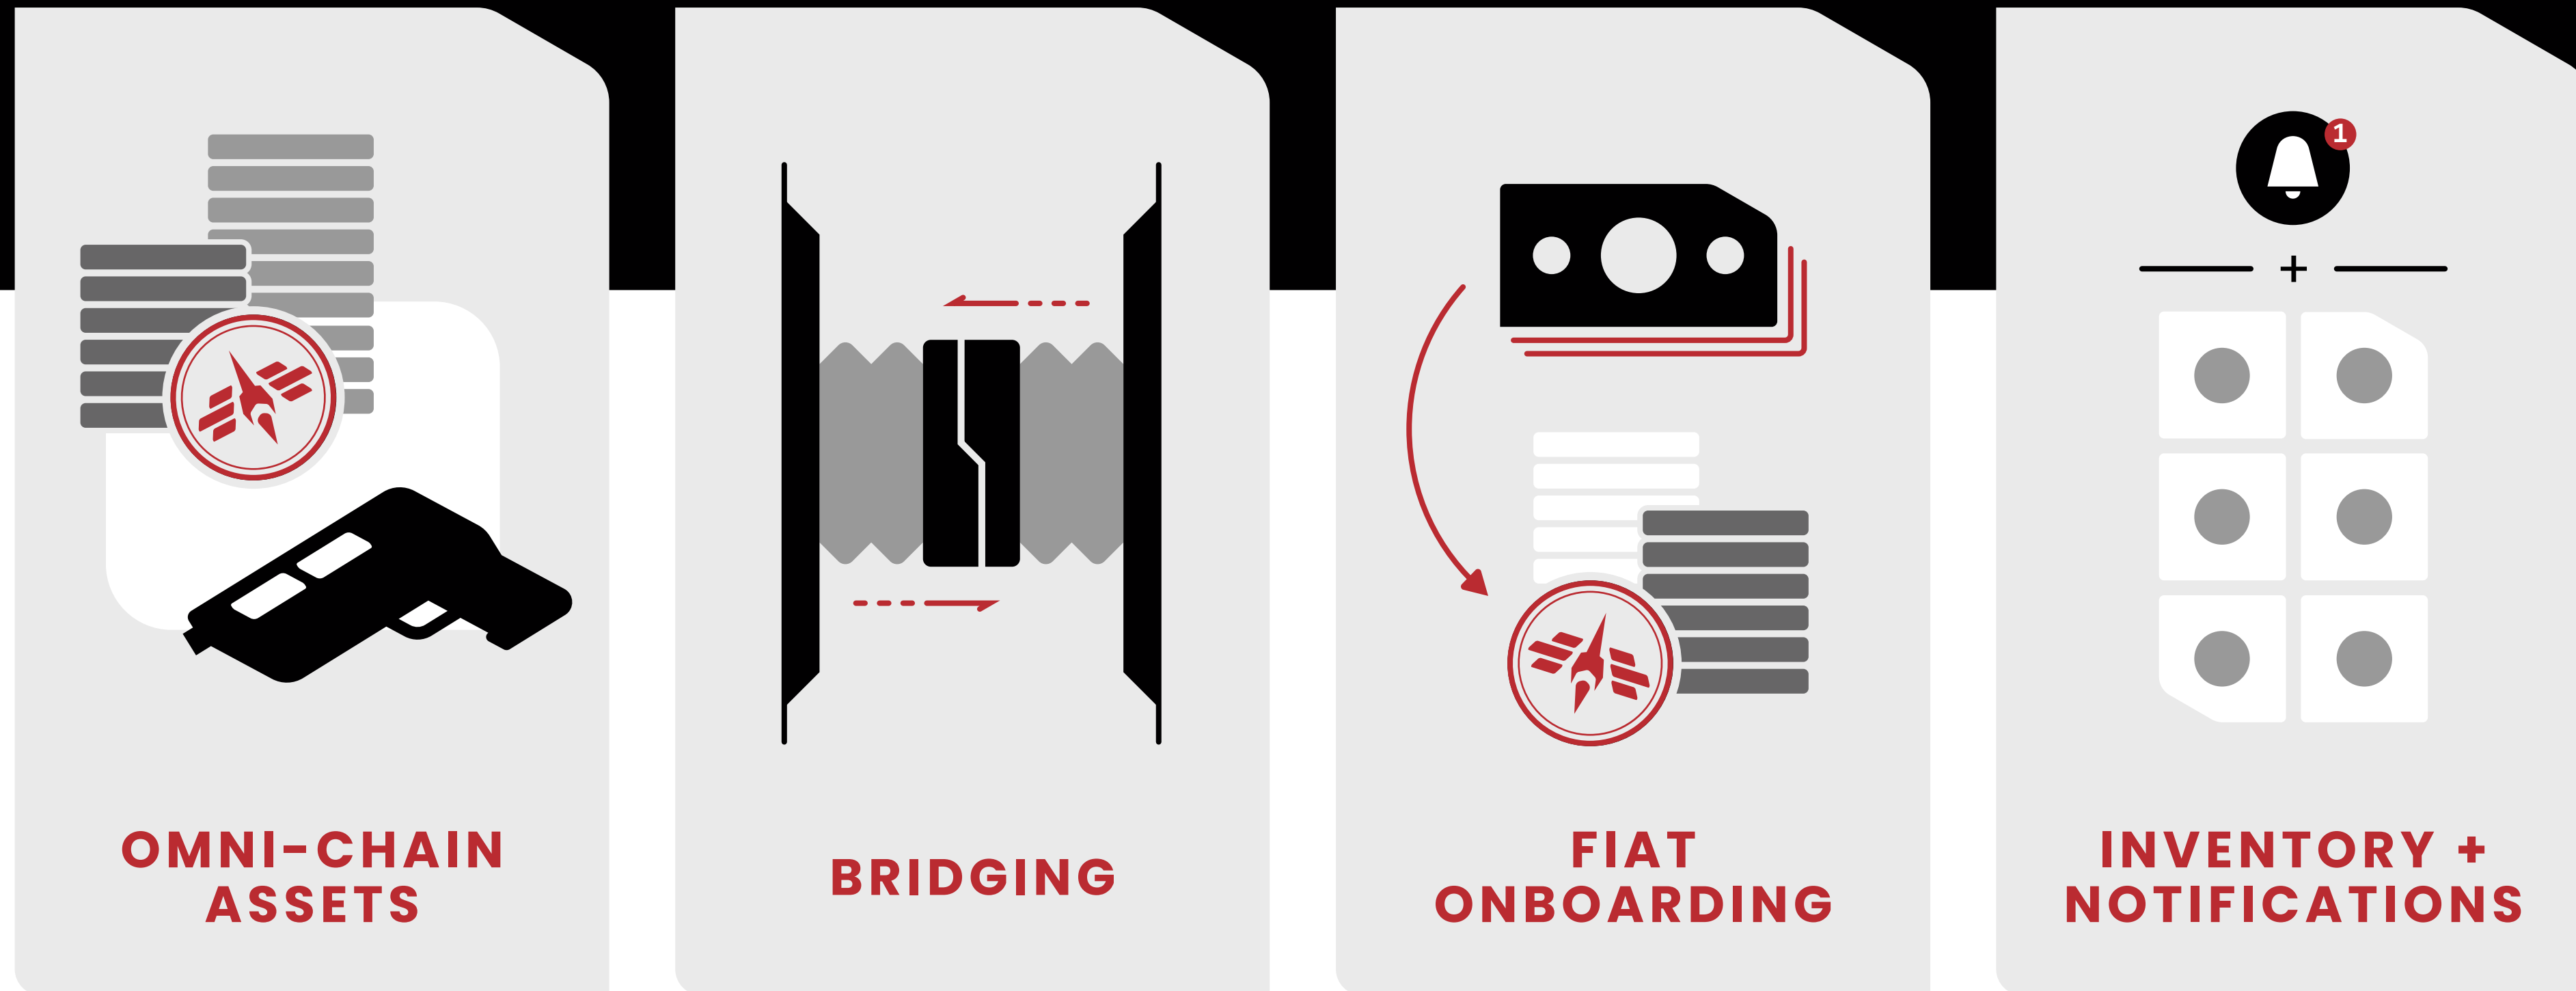 OMNI-CHAIN
ASSETS
BRIDGING
FIAT
ONBOARDING
1
+
INVENTORY +
NOTIFICATIONS